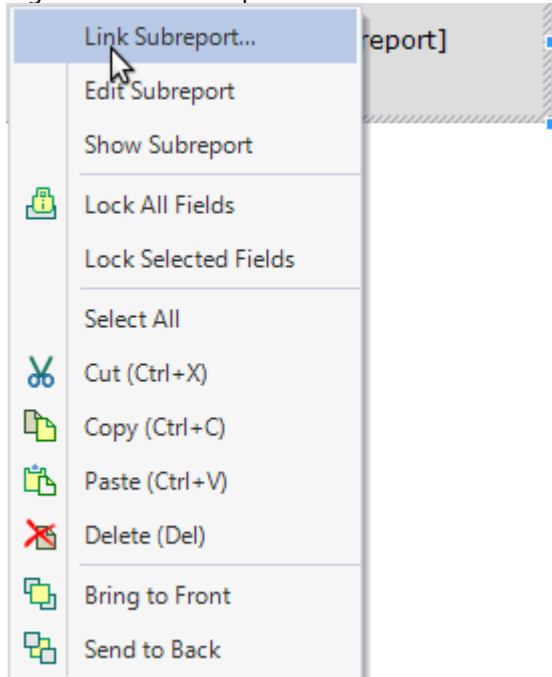 Link Subreport...
report]
Edit Subreport
Show Subreport
Lock All Fields
Lock Selected Fields
Select All
Cut (Ctrl+X)
Copy (Ctrl+C)
Paste (Ctrl+V)
Delete (Del)
Bring to Front
Send to Back